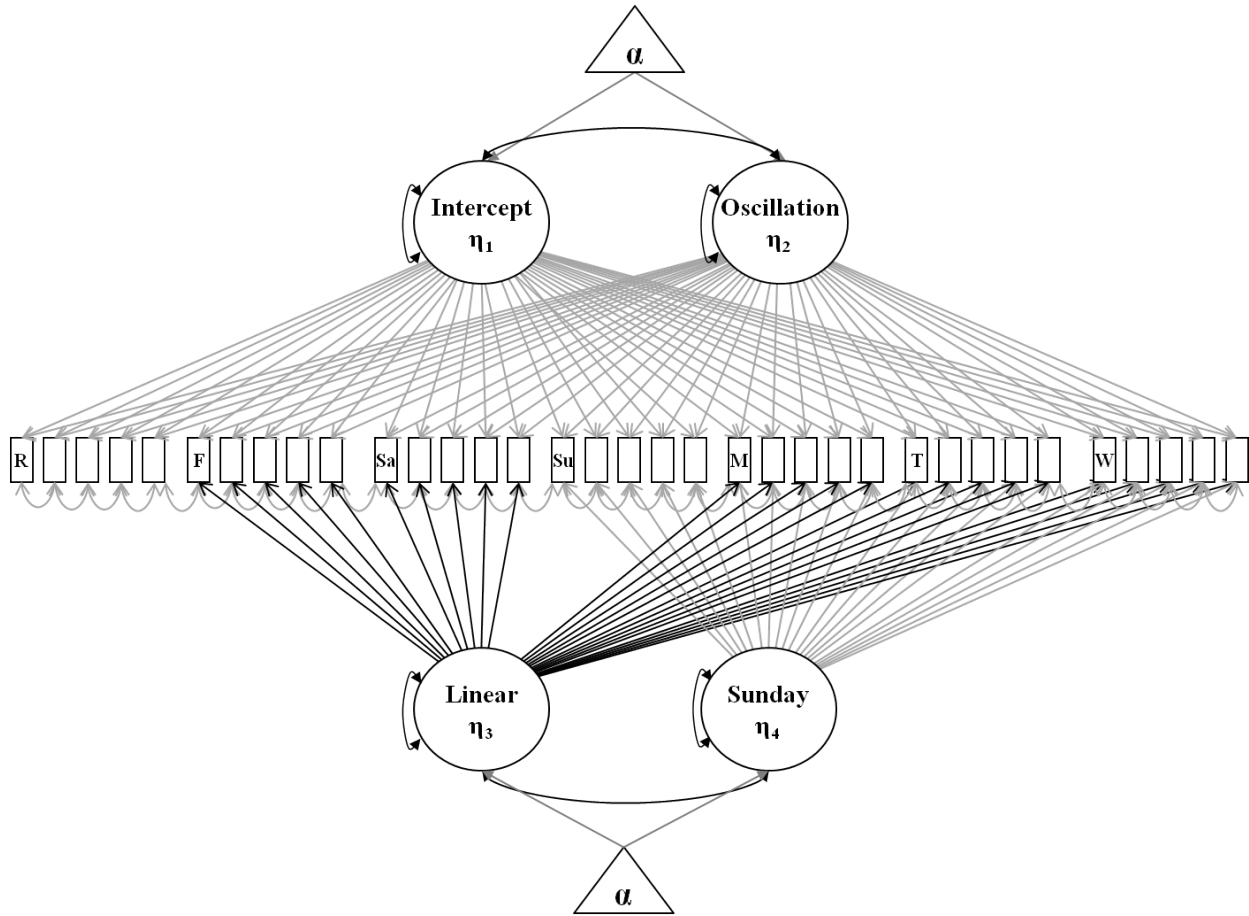 α
Intercept
η1
Oscillation
η2
R F Sa Su M T W
Linear
η3
Sunday
η4
α